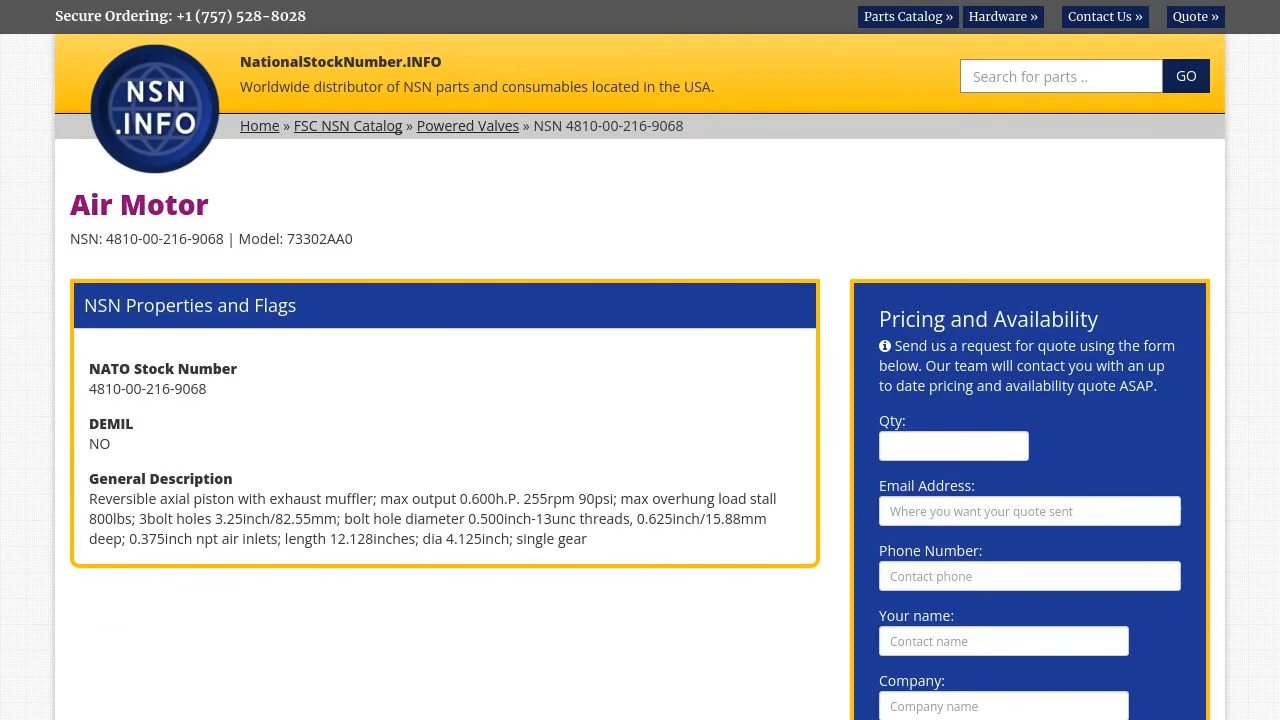 Secure Ordering: +1 (757) 528-8028
Parts Catalog »
Hardware »
Contact Us »
Quote »
NSN
.INFO
NationalStockNumber.INFO
Worldwide distributor of NSN parts and consumables located in the USA.
Search for parts ..
GO
Home » FSC NSN Catalog » Powered Valves » NSN 4810-00-216-9068
Air Motor
NSN: 4810-00-216-9068 | Model: 73302AA0
NSN Properties and Flags
NATO Stock Number
4810-00-216-9068
DEMIL
NO
General Description
Reversible axial piston with exhaust muffler; max output 0.600h.P. 255rpm 90psi; max overhung load stall
800lbs; 3bolt holes 3.25inch/82.55mm; bolt hole diameter 0.500inch-13unc threads, 0.625inch/15.88mm
deep; 0.375inch npt air inlets; length 12.128inches; dia 4.125inch; single gear
Pricing and Availability
Send us a request for quote using the form
below. Our team will contact you with an up
to date pricing and availability quote ASAP.
Qty:
Email Address:
Where you want your quote sent
Phone Number:
Contact phone
Your name:
Contact name
Company:
Company name